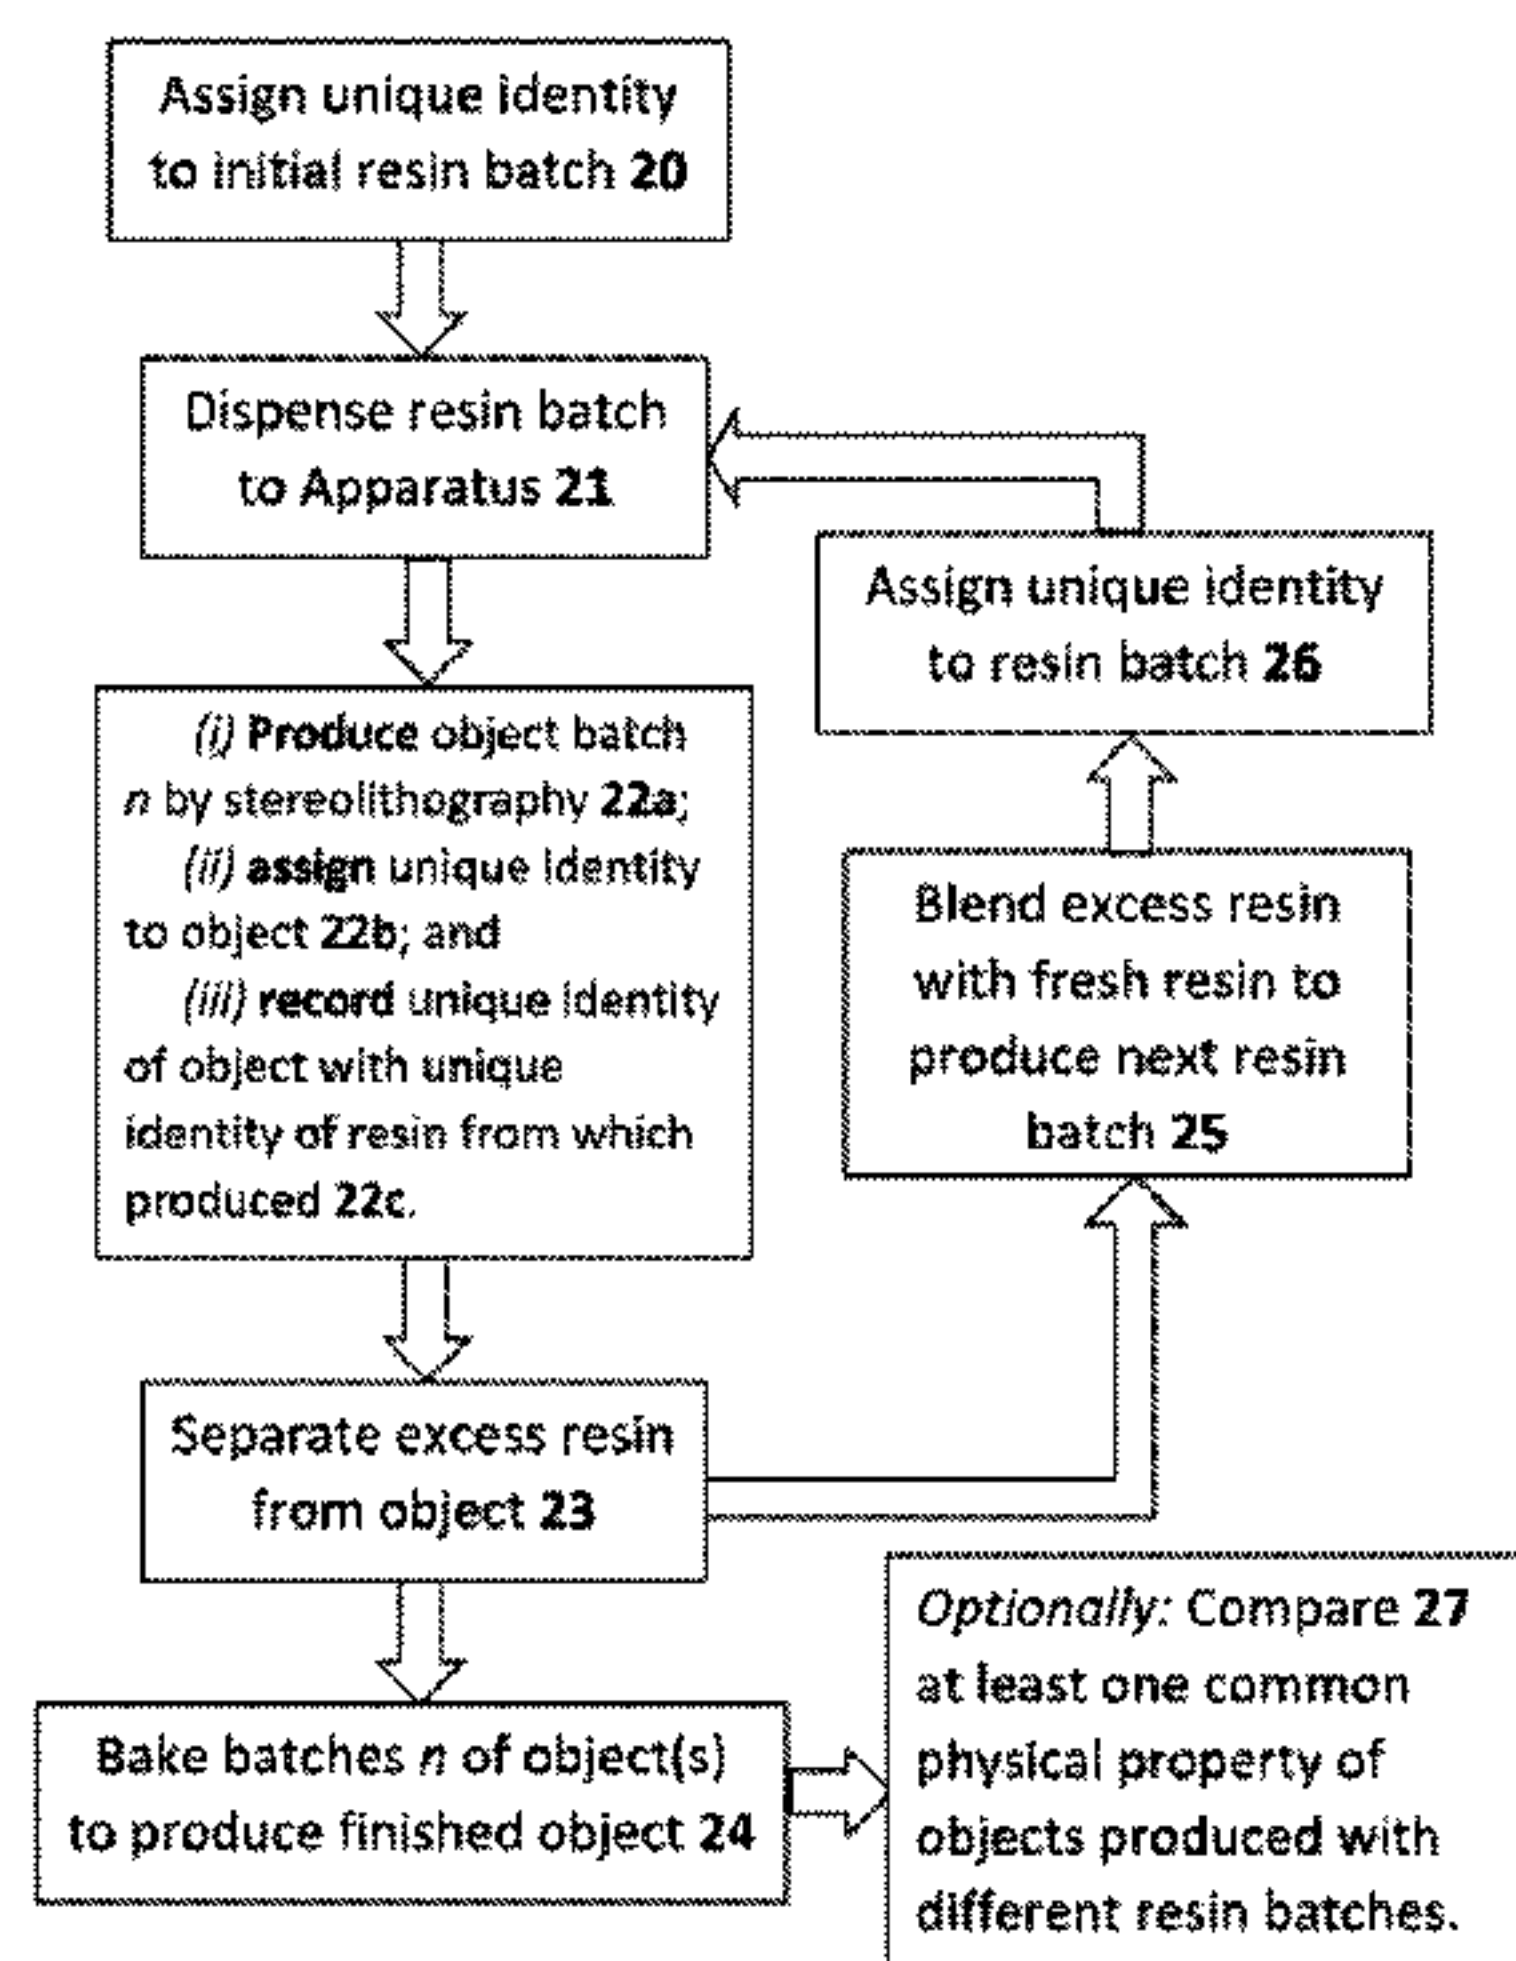 Assign unique identity
to initial resin batch 20
Dispense resin batch
to Apparatus 21
Assign unique identity
to resin batch 26
(i) Produce object batch
n by stereolithography 22a;
(ii) assign unique identity
to object 22b; and
(iii) record unique identity
of object with unique
identity of resin from which
produced 22c.
Blend excess resin
with fresh resin to
produce next resin
batch 25
Separate excess resin
from object 23
Bake batches n of object(s)
to produce finished object 24
Optionally: Compare 27
at least one common
physical property of
objects produced with
different resin batches.